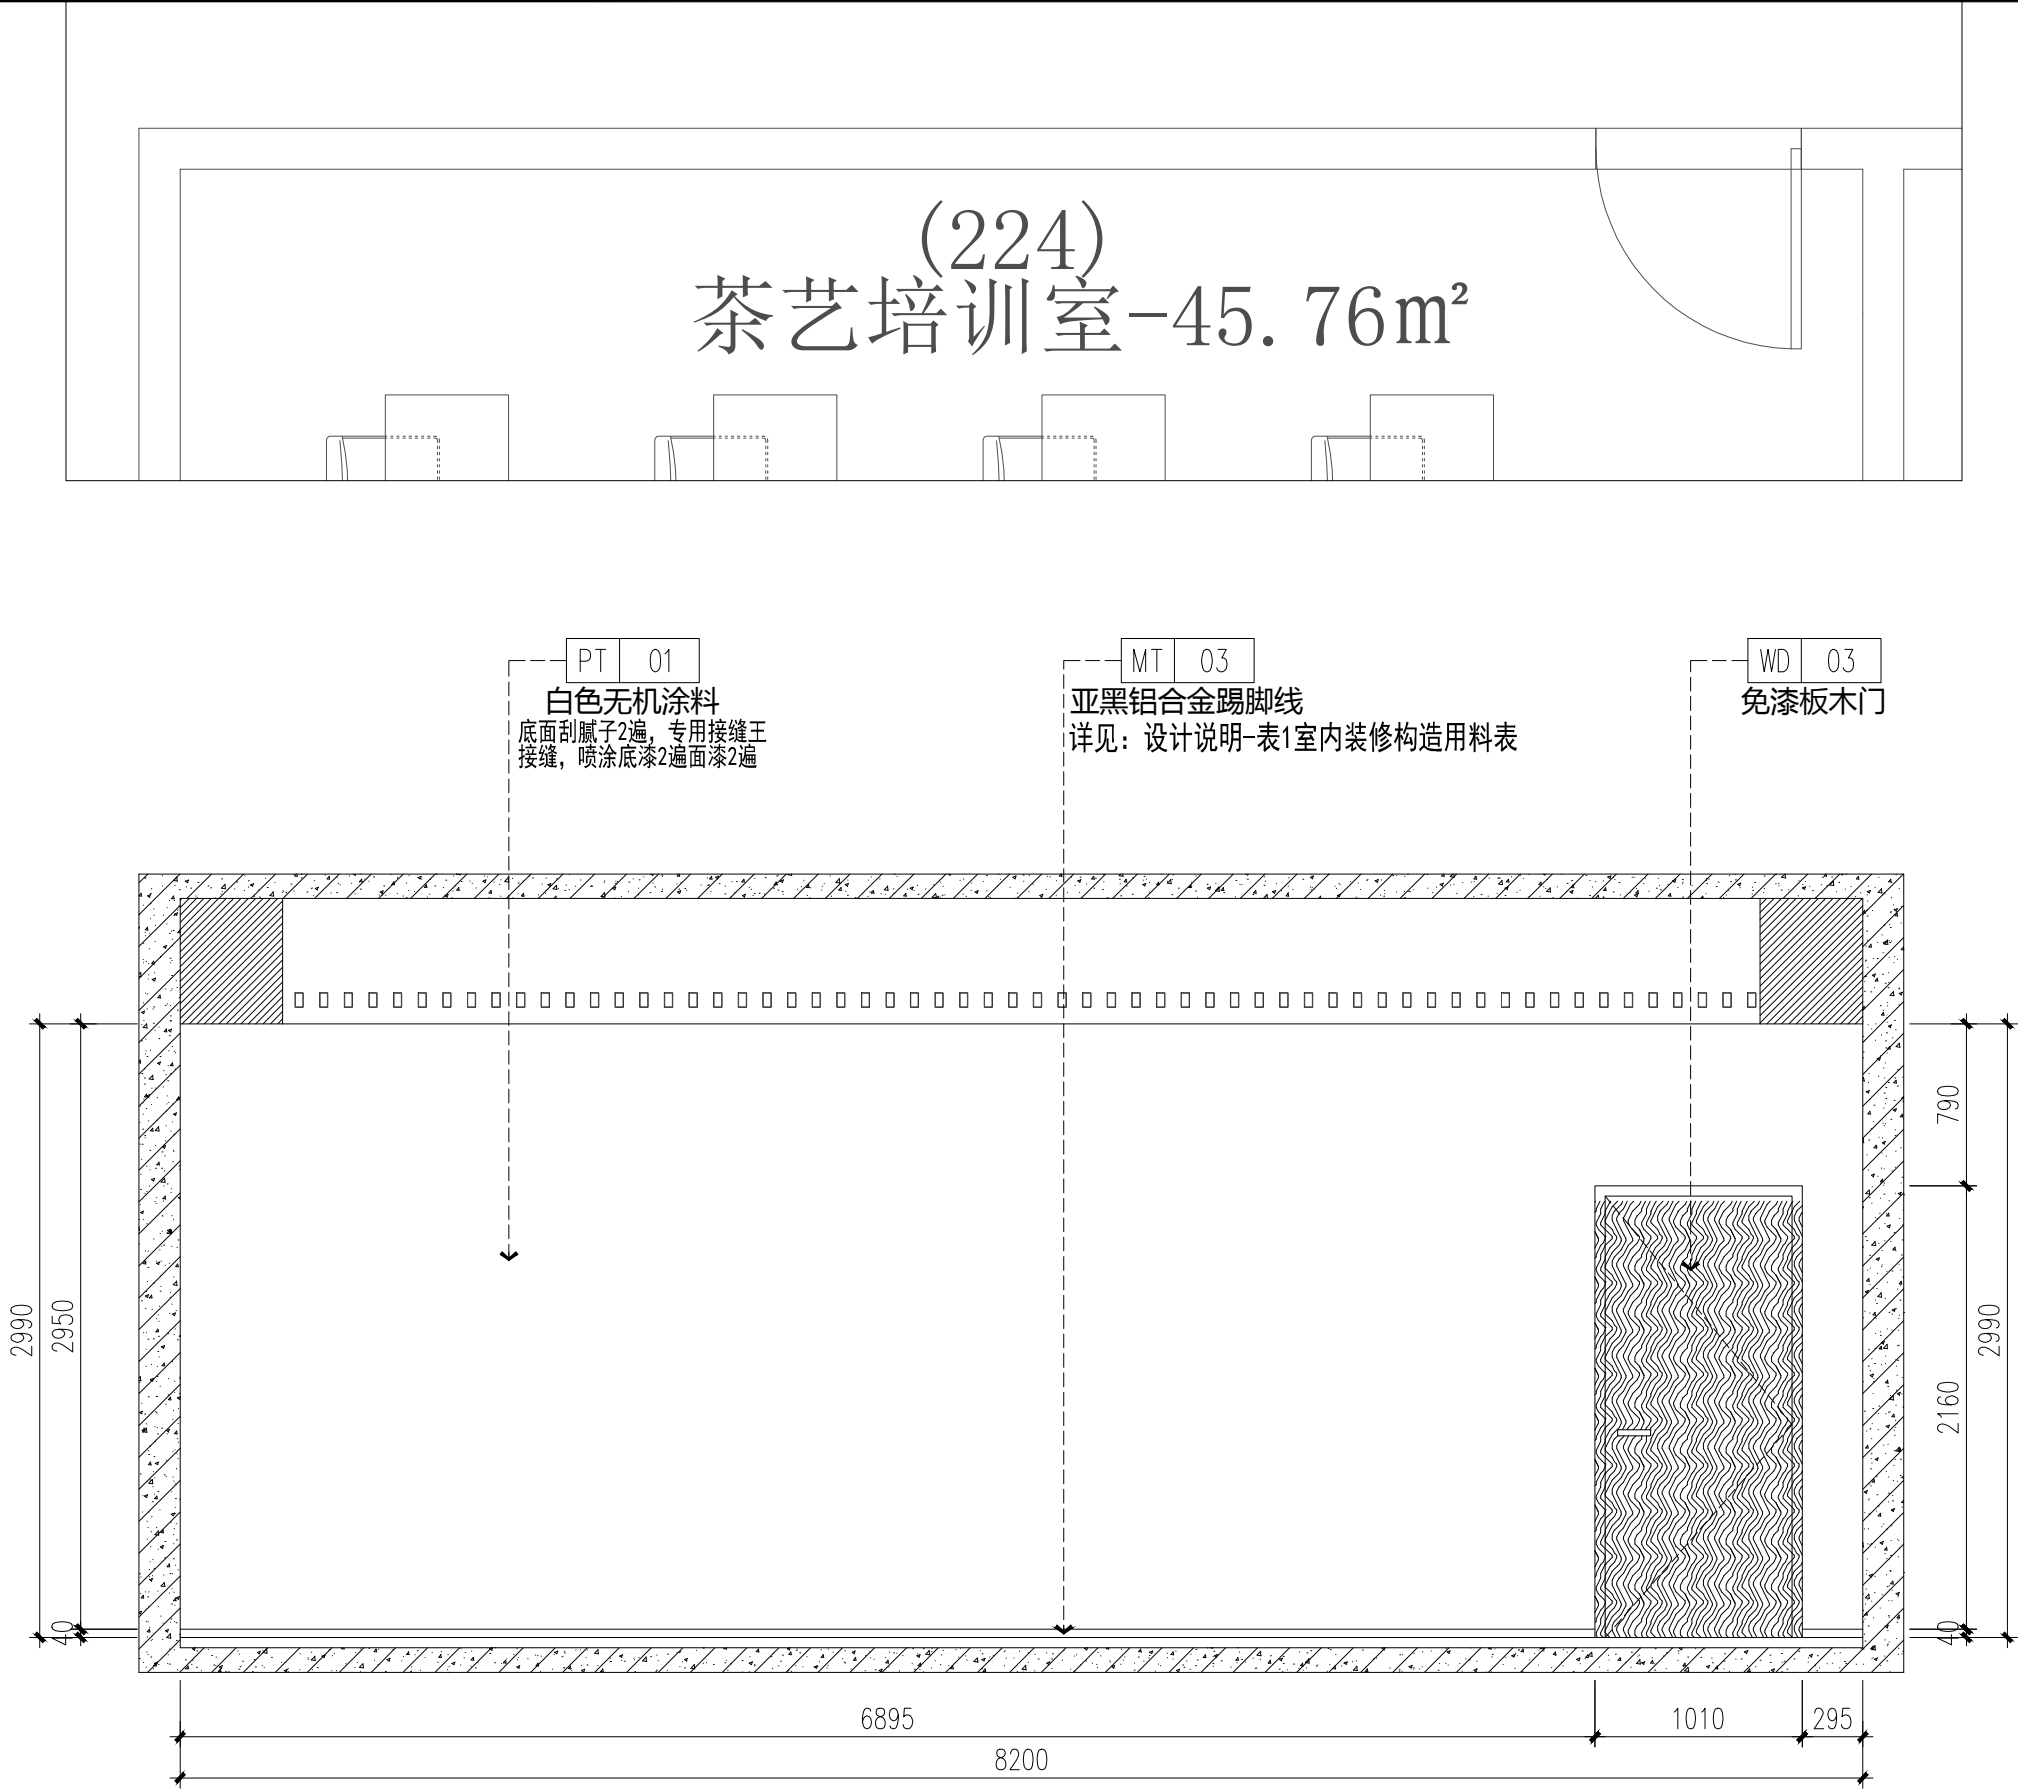 (224)
茶艺培训室-45.76㎡
PT 01
白色无机涂料
底面刮腻子2遍，专用接缝王
接缝，喷涂底漆2遍面漆2遍
MT 03
亚黑铝合金踢脚线
详见：设计说明-表1室内装修构造用料表
WD 03
免漆板木门
2990
2950
40
790
2160
40
2990
6895
1010
295
8200